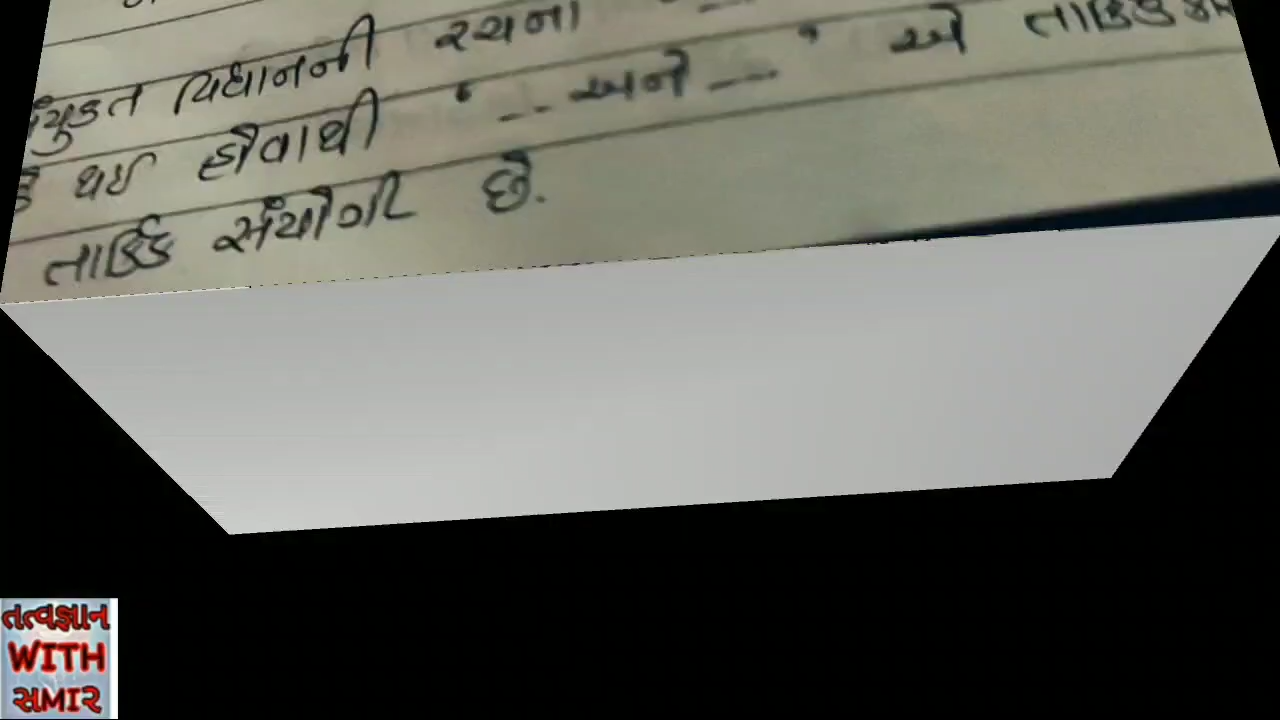 સંયુક્ત વિધાનની રચના
થઈ હોવાથી ' -- અને -- ' એ તાર્કિક
તાર્કિક સંયોગી છે.
તત્વજ્ઞાન
WITH
સમાર